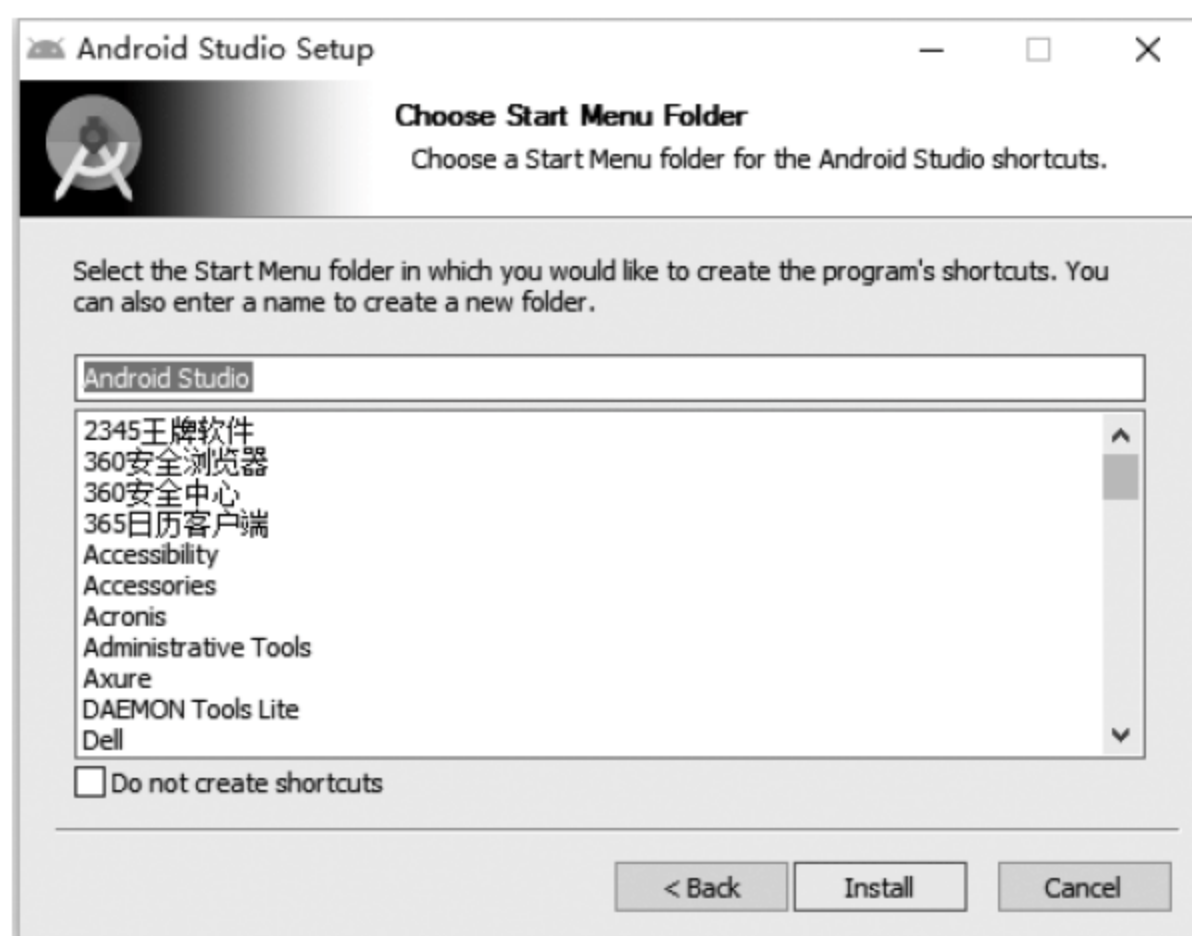 Android Studio Setup
Choose Start Menu Folder
Choose a Start Menu folder for the Android Studio shortcuts.
Select the Start Menu folder in which you would like to create the program's shortcuts. You
can also enter a name to create a new folder.
Android Studio
2345王牌软件
360安全浏览器
360安全中心
365日历客户端
Accessibility
Accessories
Acronis
Administrative Tools
Axure
DAEMON Tools Lite
Dell
Do not create shortcuts
< Back
Install
Cancel